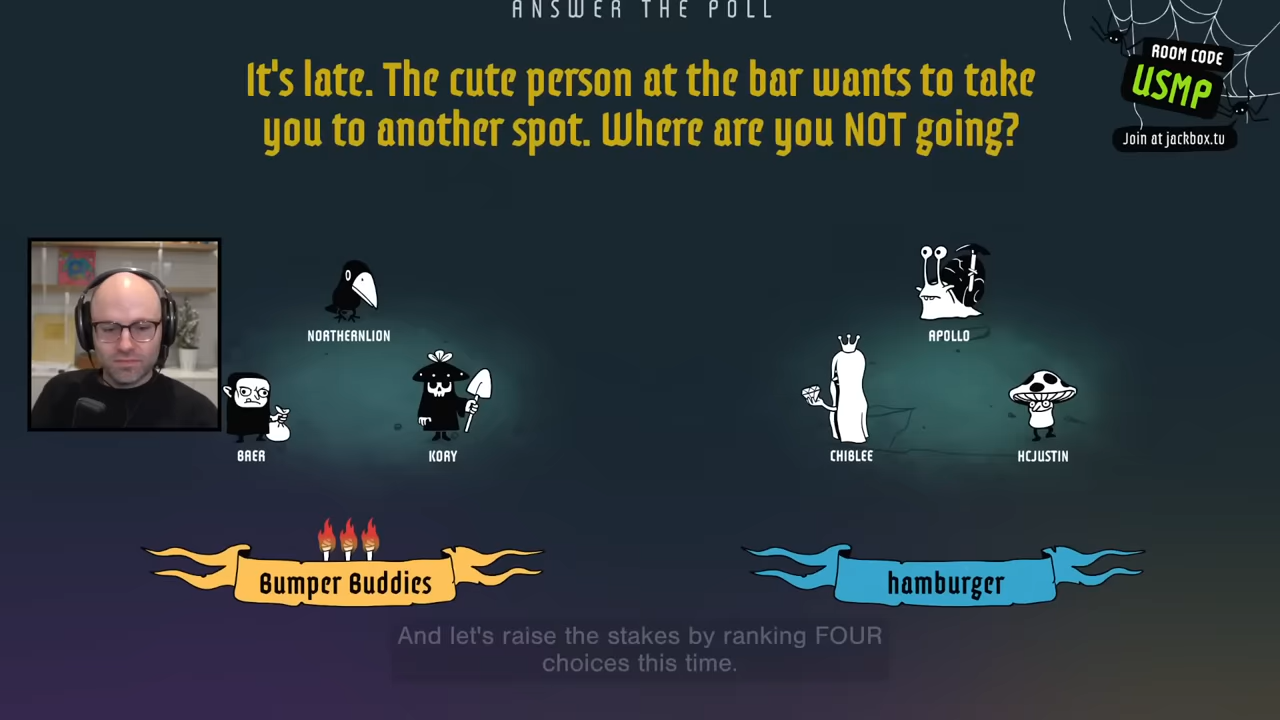 ANSWER THE POLL
It's late. The cute person at the bar wants to take
you to another spot. Where are you NOT going?
ROOM CODE
USMP
Join at jackbox.tv
NORTHERNLION
BAER
KORY
APOLLO
CHIBLEE
HCJUSTIN
Bumper Buddies
hamburger
And let's raise the stakes by ranking FOUR
choices this time.